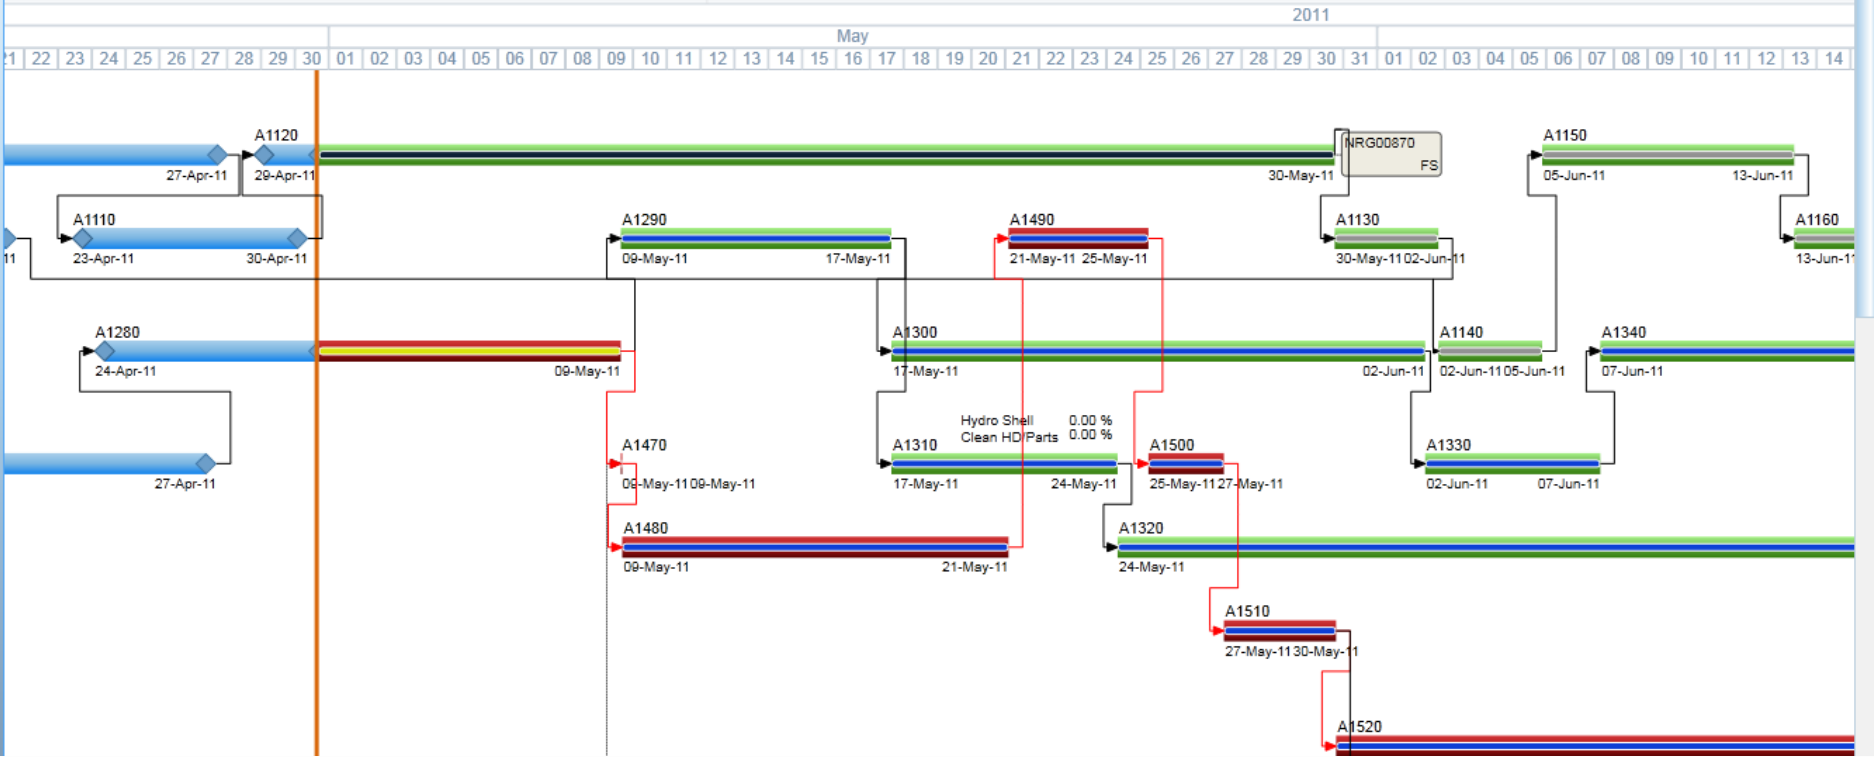 2011
May
21 22 23 24 25 26 27 28 29 30 01 02 03 04 05 06 07 08 09 10 11 12 13 14 15 16 17 18 19 20 21 22 23 24 25 26 27 28 29 30 31 01 02 03 04 05 06 07 08 09 10 11 12 13 14
A1120 A1150
NRG00870
FS
27-Apr-11 29-Apr-11 30-May-11 05-Jun-11 13-Jun-11
A1110 A1290 A1490 A1130 A1160
11 23-Apr-11 30-Apr-11 09-May-11 17-May-11 21-May-11 25-May-11 30-May-11 02-Jun-11 13-Jun-11
A1280 A1300 A1140 A1340
24-Apr-11 09-May-11 17-May-11 02-Jun-11 02-Jun-11 05-Jun-11 07-Jun-11
Hydro Shell 0.00 %
Clean HD/Parts 0.00 %
A1470 A1310 A1500 A1330
27-Apr-11 09-May-11 09-May-11 17-May-11 24-May-11 25-May-11 27-May-11 02-Jun-11 07-Jun-11
A1480 A1320
09-May-11 21-May-11 24-May-11
A1510
27-May-11 30-May-11
A1520